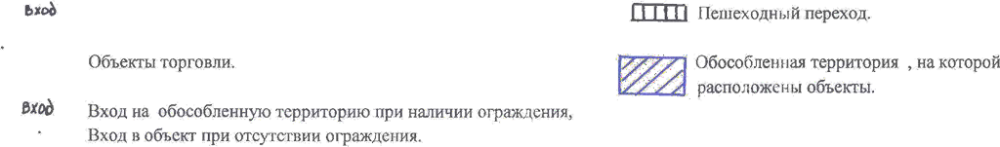 вход
Пешеходный переход.
Объекты торговли.
Обособленная территория , на которой
расположены объекты.
вход Вход на обособленную территорию при наличии ограждения,
Вход в объект при отсутствии ограждения.